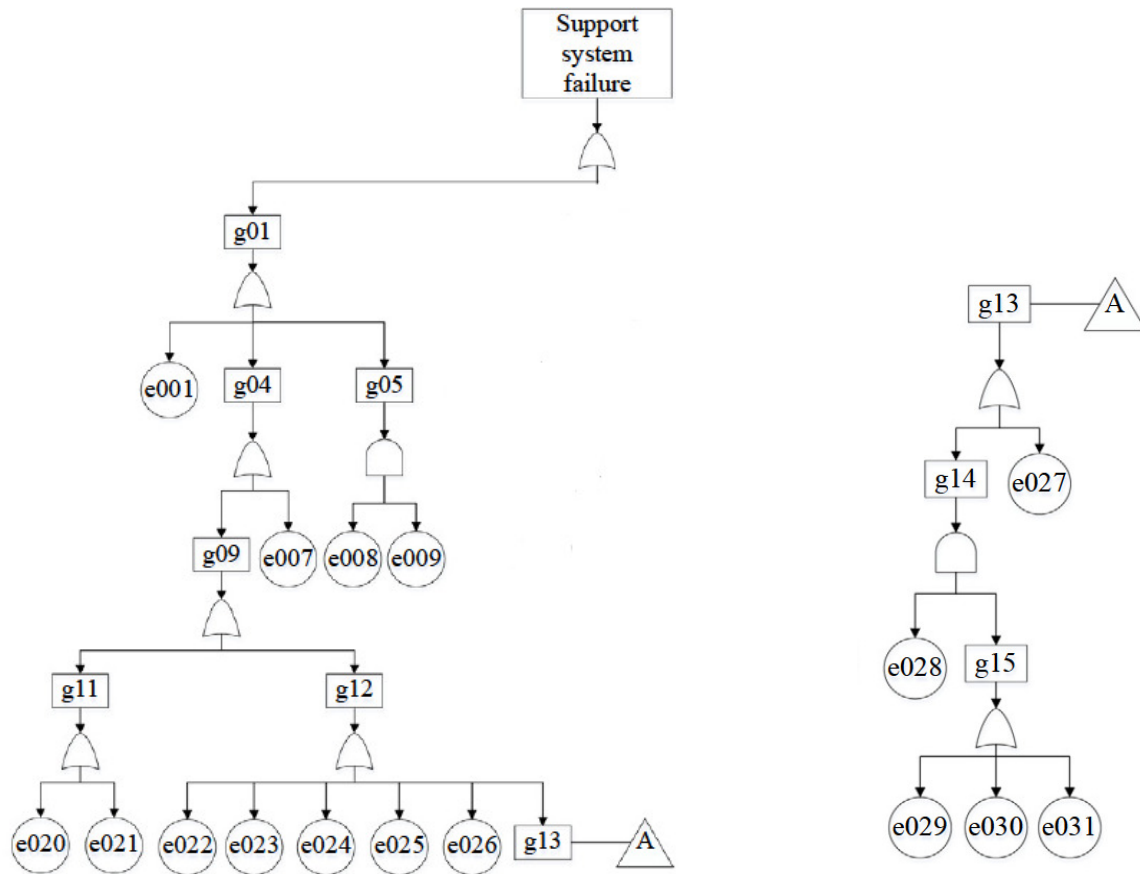 Support
system
failure
g01
g13 A
e001 g04 g05
g14 e027
g09 e007 e008 e009
e028 g15
g11 g12
e020 e021 e022 e023 e024 e025 e026 g13 A
e029 e030 e031